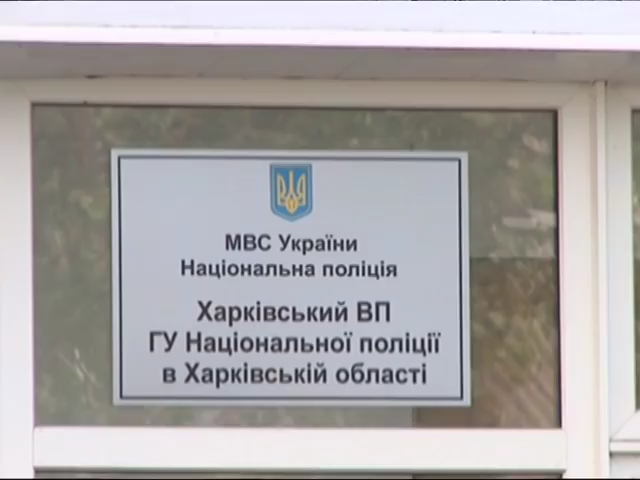 МВС України
Національна поліція
Харківський ВП
ГУ Національної поліції
в Харківській області